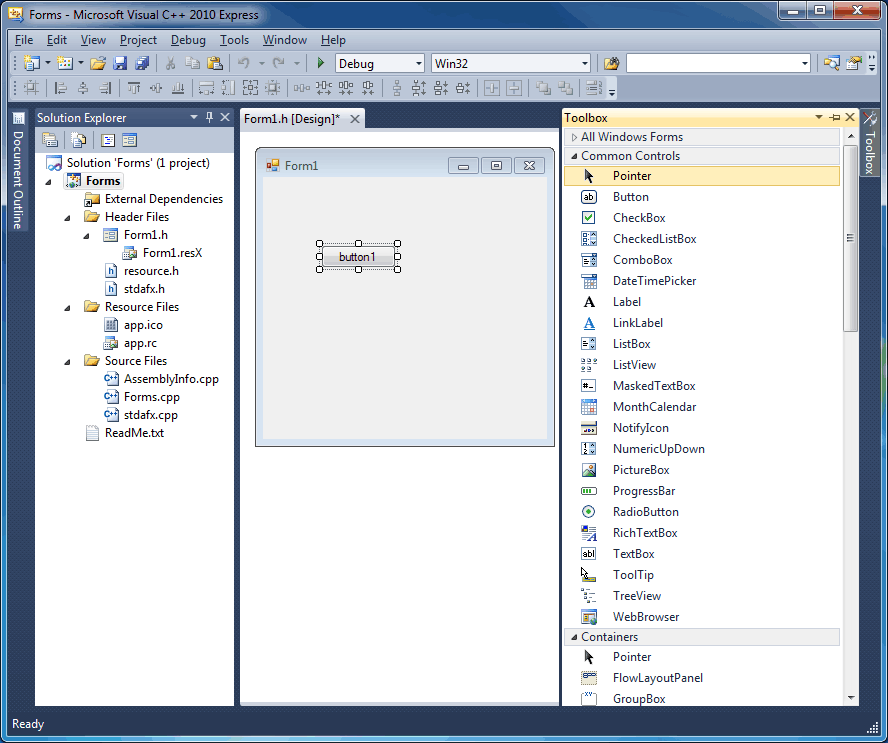 Forms - Microsoft Visual C++ 2010 Express
File Edit View Project Debug Tools Window Help
Debug Win32
Document Outline
Solution Explorer
Solution 'Forms' (1 project)
Forms
External Dependencies
Header Files
Form1.h
Form1.resX
resource.h
stdafx.h
Resource Files
app.ico
app.rc
Source Files
AssemblyInfo.cpp
Forms.cpp
stdafx.cpp
ReadMe.txt
Form1.h [Design]*
Form1
button1
Toolbox
All Windows Forms
Common Controls
Pointer
Button
CheckBox
CheckedListBox
ComboBox
DateTimePicker
Label
LinkLabel
ListBox
ListView
MaskedTextBox
MonthCalendar
NotifyIcon
NumericUpDown
PictureBox
ProgressBar
RadioButton
RichTextBox
TextBox
ToolTip
TreeView
WebBrowser
Containers
Pointer
FlowLayoutPanel
GroupBox
Toolbox
Ready